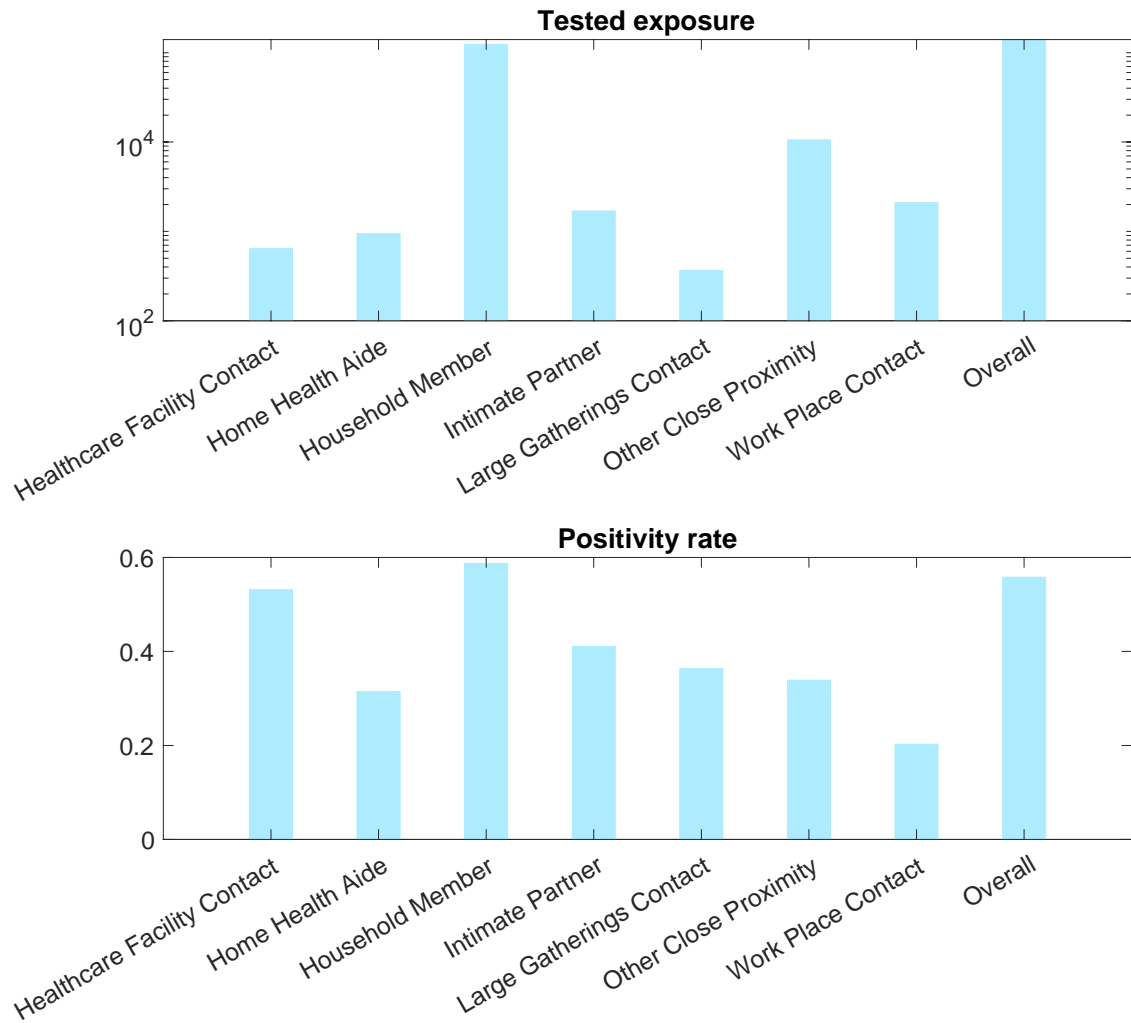 Tested exposure
10^4
10^2
Healthcare Facility Contact
Home Health Aide
Household Member
Intimate Partner
Large Gatherings Contact
Other Close Proximity
Work Place Contact
Overall
Positivity rate
0.6
0.4
0.2
0
Healthcare Facility Contact
Home Health Aide
Household Member
Intimate Partner
Large Gatherings Contact
Other Close Proximity
Work Place Contact
Overall